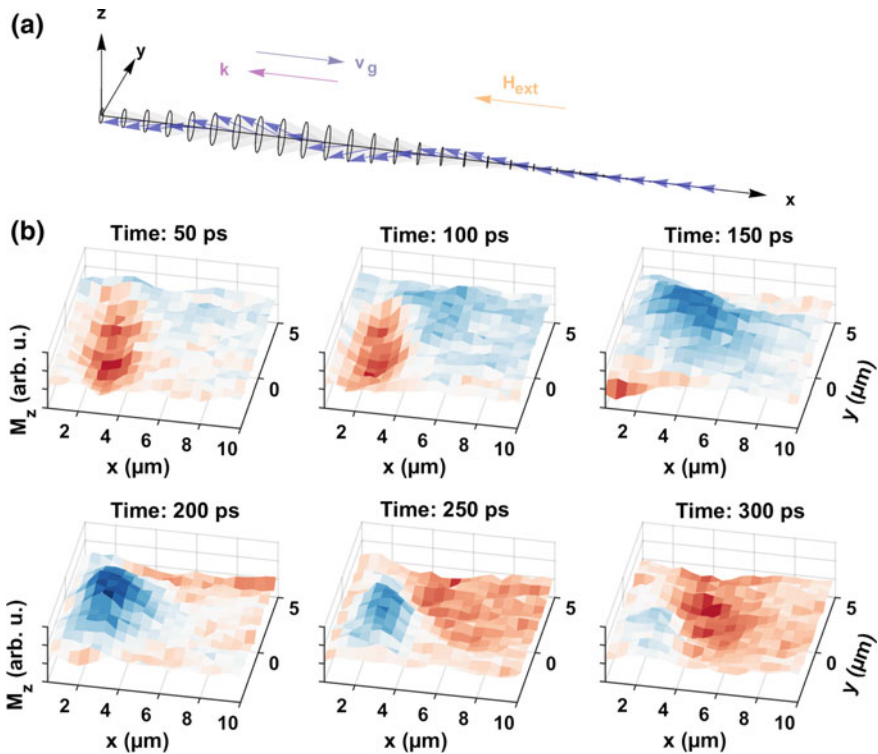 (a)
z
y
k
v_g
H_ext
x
(b)
Time: 50 ps
Time: 100 ps
Time: 150 ps
M_z (arb. u.)
2 4 6 8 10
x (μm)
2 4 6 8 10
x (μm)
2 4 6 8 10
x (μm)
5
0
5
0
5
0
y (μm)
Time: 200 ps
Time: 250 ps
Time: 300 ps
M_z (arb. u.)
2 4 6 8 10
x (μm)
2 4 6 8 10
x (μm)
2 4 6 8 10
x (μm)
5
0
5
0
5
0
y (μm)